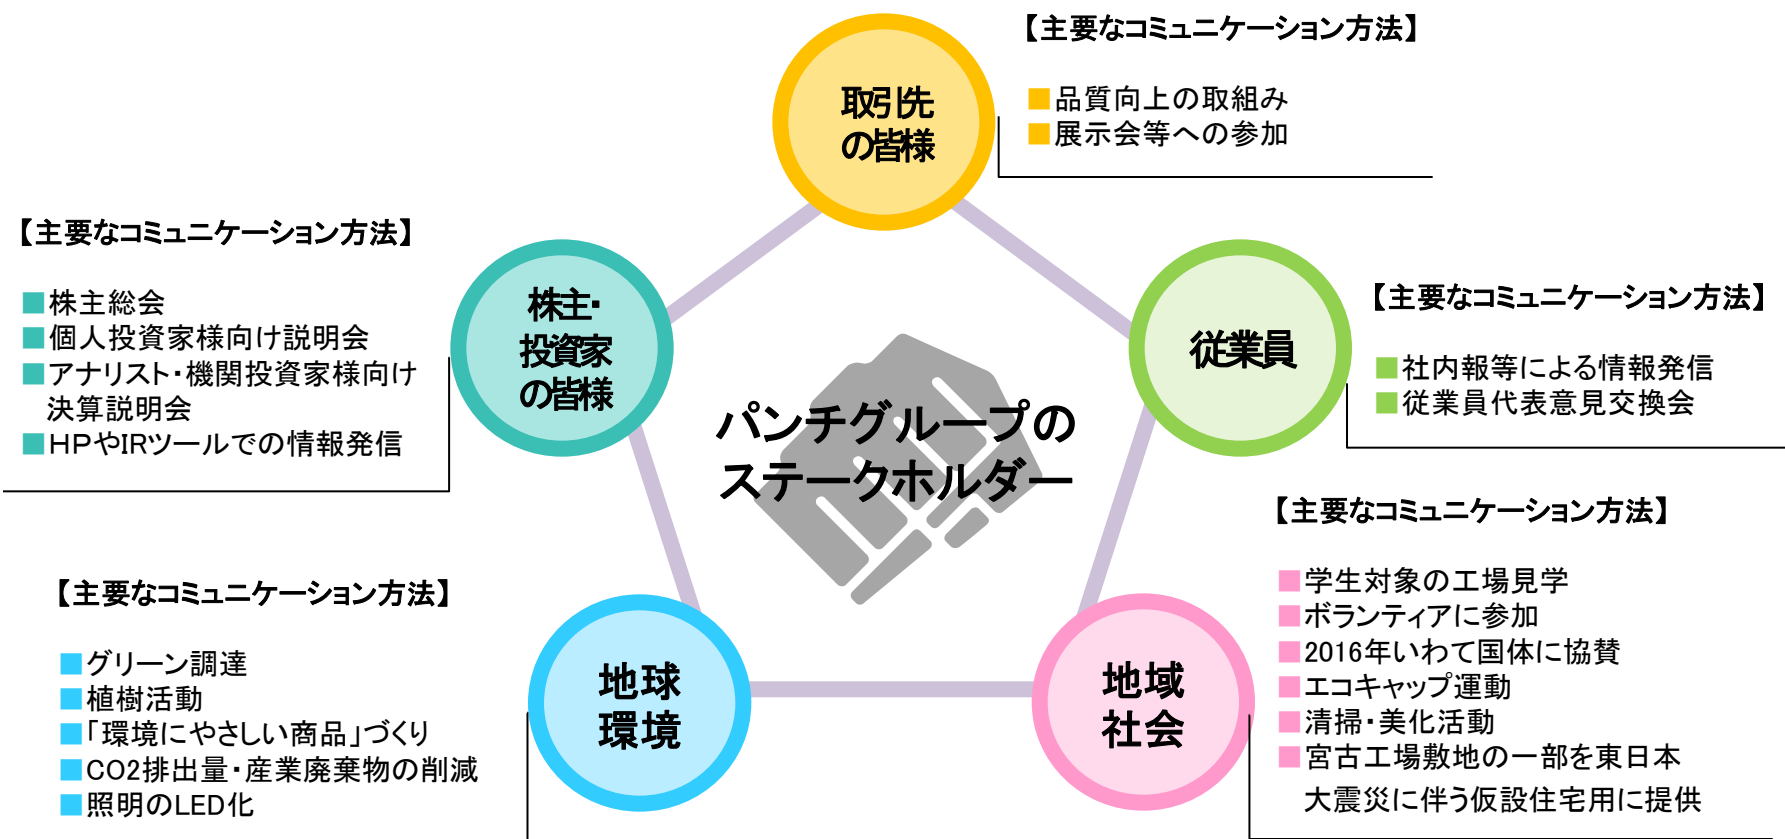 【主要なコミュニケーション方法】
■品質向上の取組み
■展示会等への参加
取引先
の皆様
【主要なコミュニケーション方法】
■株主総会
■個人投資家様向け説明会
■アナリスト・機関投資家様向け
決算説明会
■HPやIRツールでの情報発信
株主・
投資家
の皆様
【主要なコミュニケーション方法】
■社内報等による情報発信
■従業員代表意見交換会
従業員
パンチグループの
ステークホルダー
【主要なコミュニケーション方法】
■グリーン調達
■植樹活動
■「環境にやさしい商品」づくり
■CO2排出量・産業廃棄物の削減
■照明のLED化
地球
環境
【主要なコミュニケーション方法】
■学生対象の工場見学
■ボランティアに参加
■2016年いわて国体に協賛
■エコキャップ運動
■清掃・美化活動
■宮古工場敷地の一部を東日本
大震災に伴う仮設住宅用に提供
地域
社会